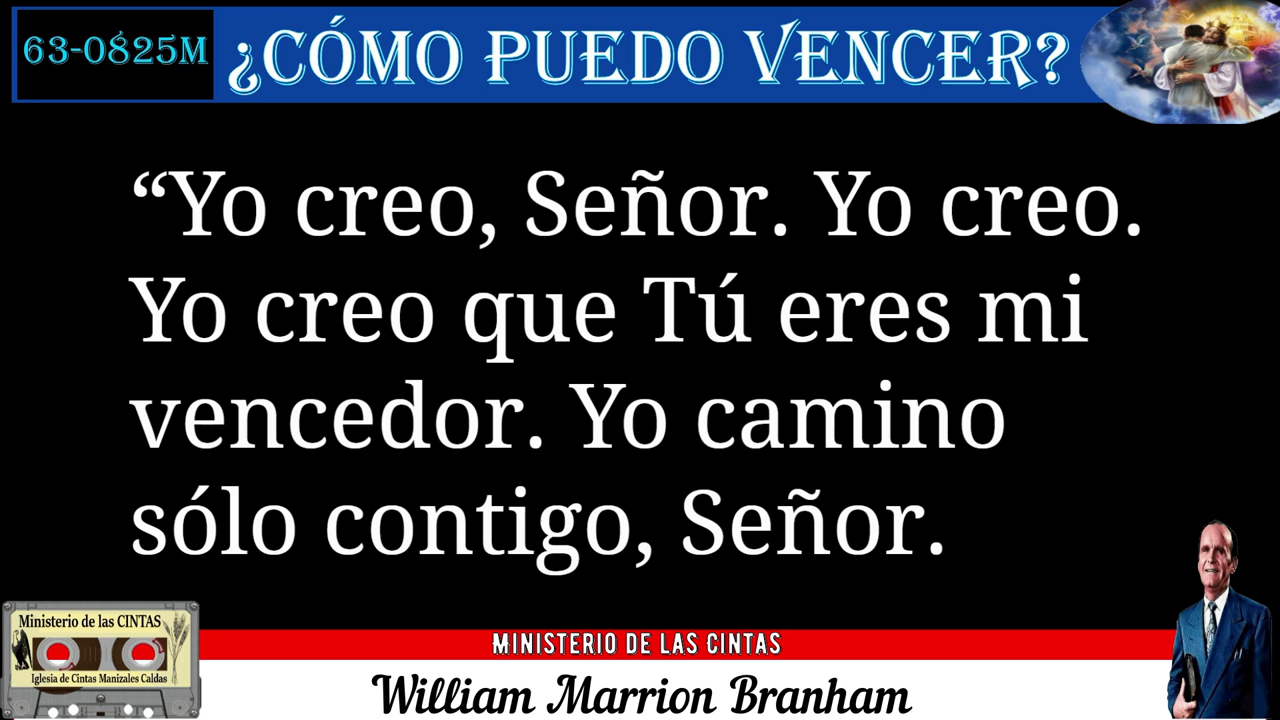 63-0825M
¿CÓMO PUEDO VENCER?
“Yo creo, Señor. Yo creo.
Yo creo que Tú eres mi
vencedor. Yo camino
sólo contigo, Señor.
Ministerio de las CINTAS
Iglesia de Cintas Manizales Caldas
MINISTERIO DE LAS CINTAS
William Marrion Branham